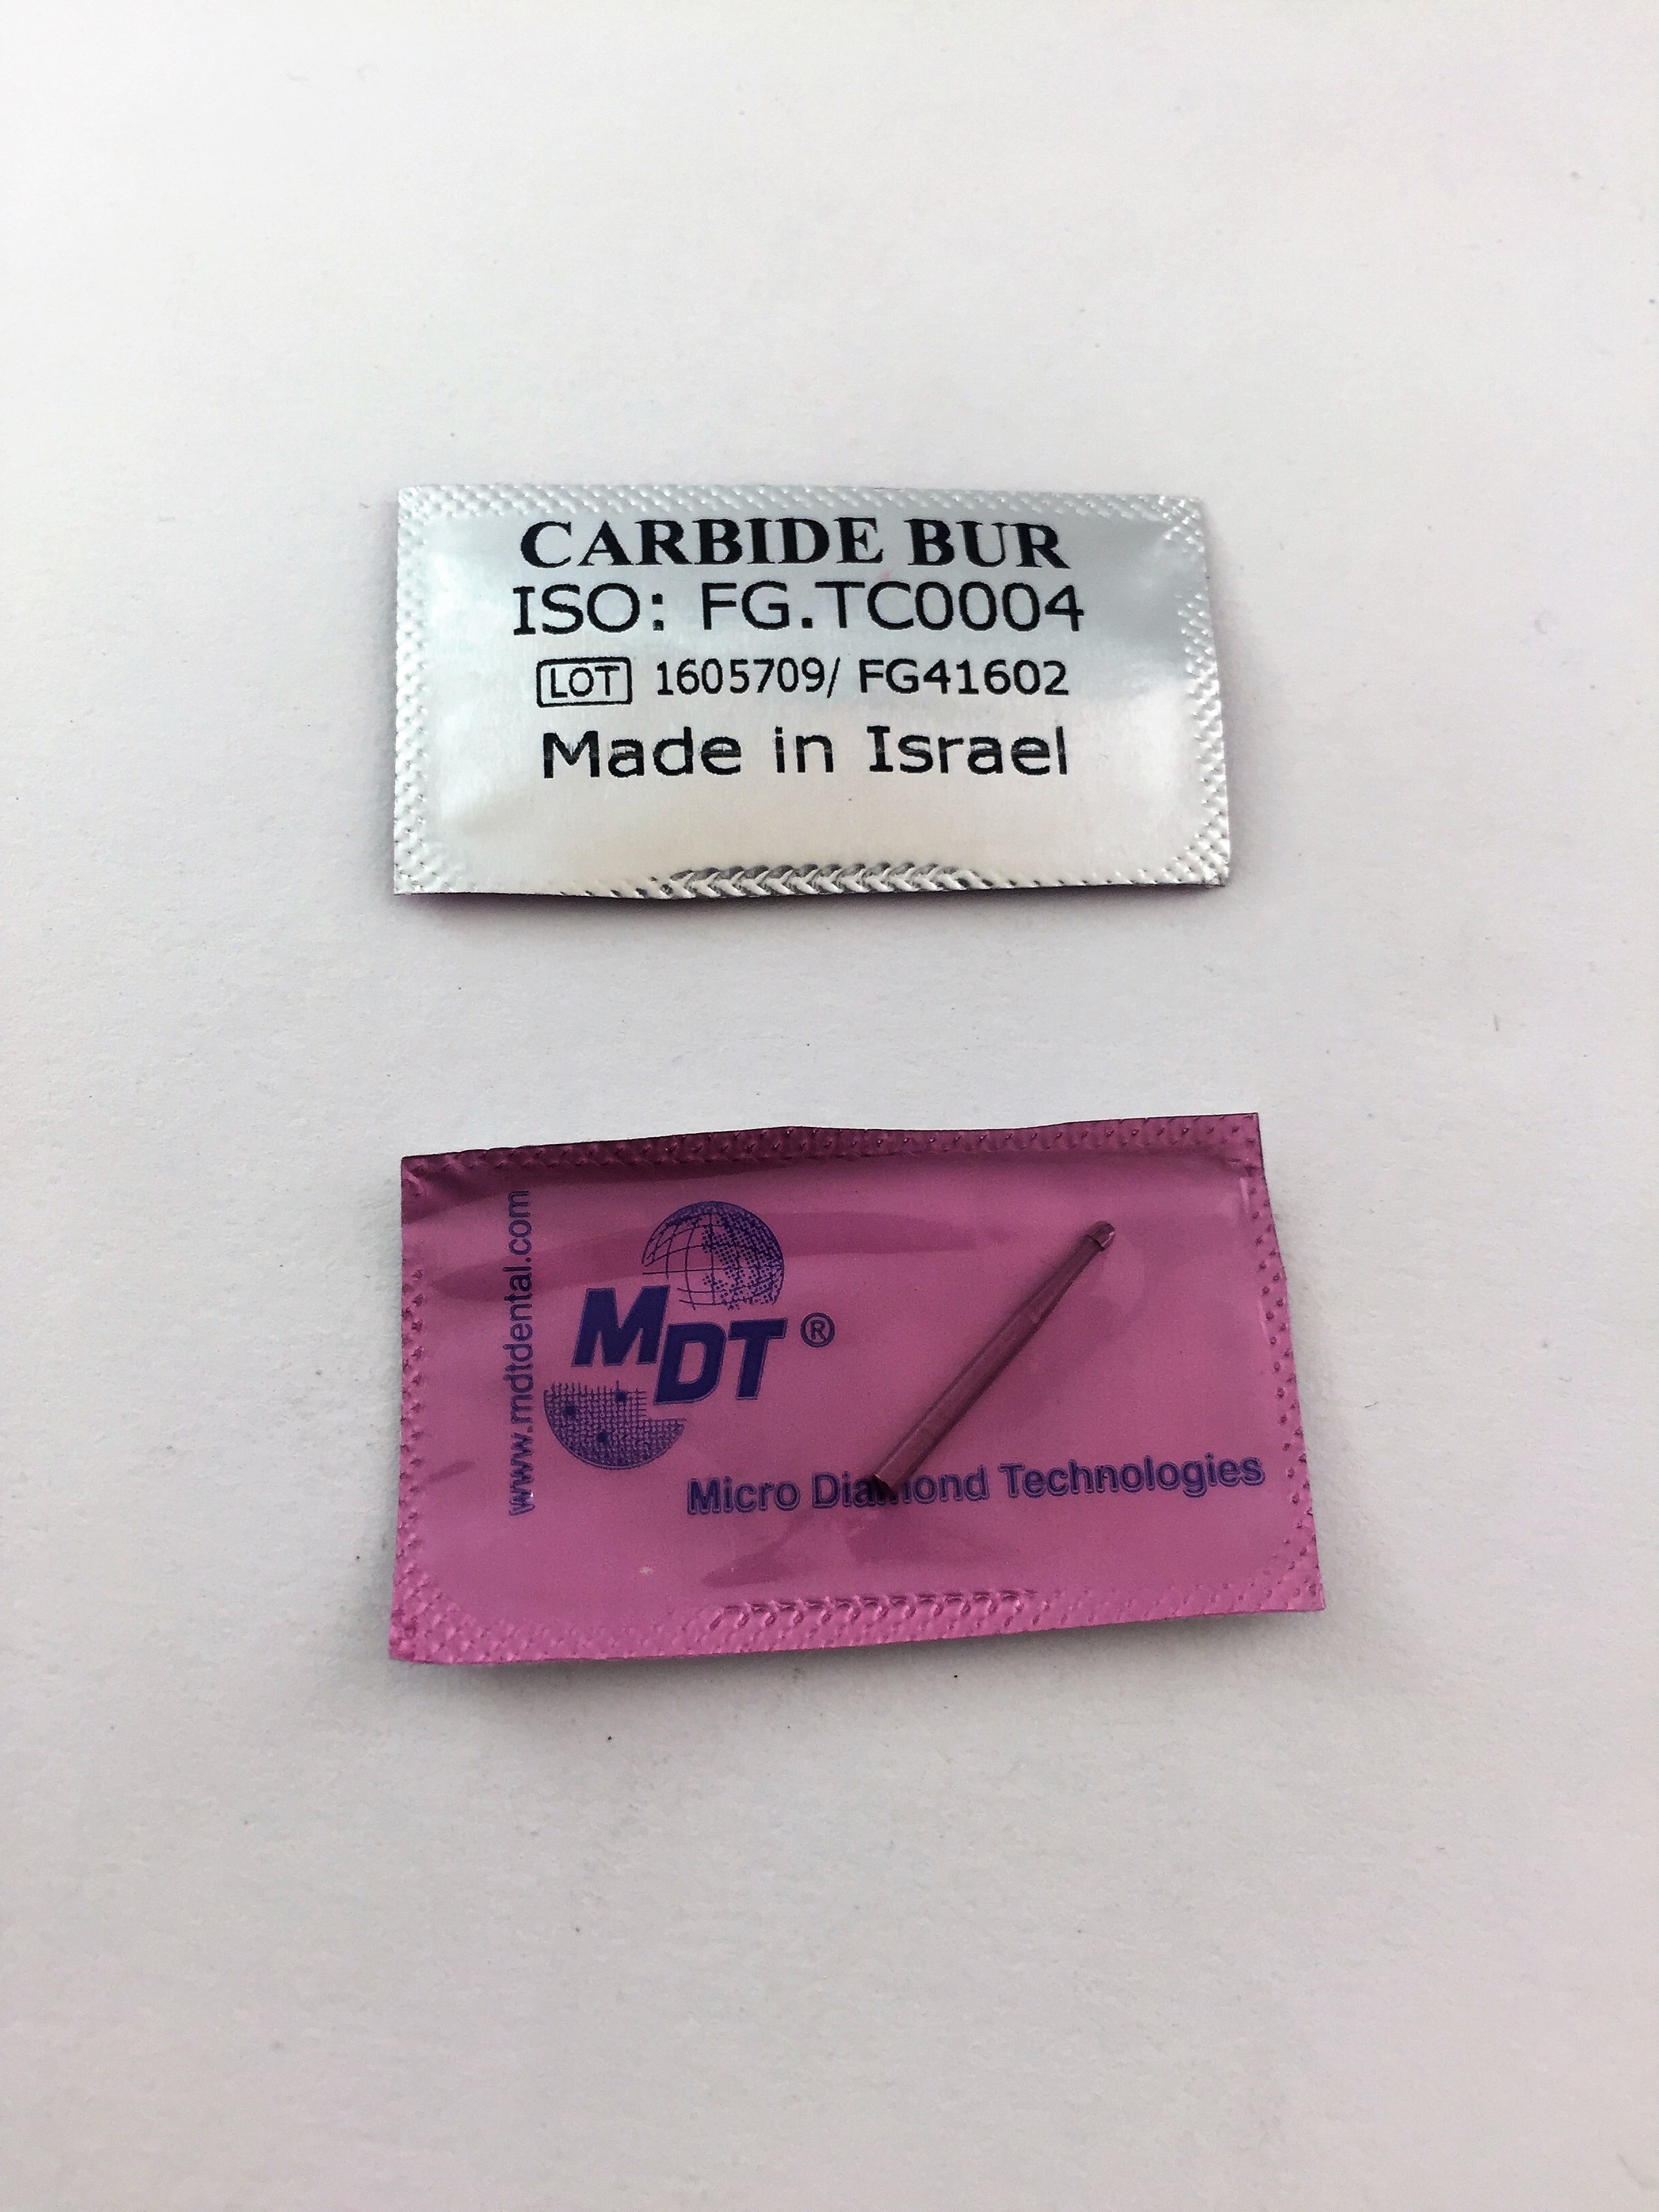 CARBIDE BUR
ISO: FG.TC0004
LOT 1605709/ FG41602
Made in Israel
www.mdtdental.com
MDT®
Micro Diamond Technologies